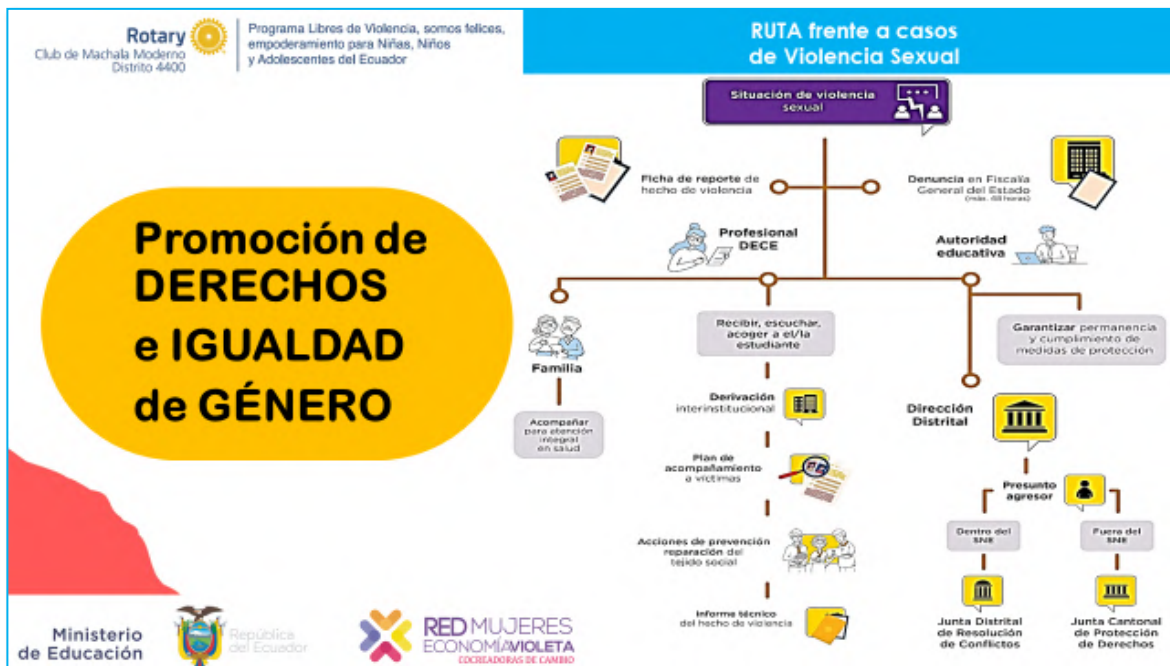 Rotary
Club de Machala Moderno
Distrito 4400
Programa Libres de Violencia, somos felices,
empoderamiento para Niñas, Niños
y Adolescentes del Ecuador
Promoción de
DERECHOS
e IGUALDAD
de GÉNERO
Ministerio
de Educación
República
del Ecuador
RED MUJERES
ECONOMÍAVIOLETA
COCREADORAS DE CAMBIO
RUTA frente a casos
de Violencia Sexual
Situación de violencia
sexual
Ficha de reporte de
hecho de violencia
Denuncia en Fiscalía
General del Estado
(máx. 48 horas)
Profesional
DECE
Autoridad
educativa
Familia
Acompañar
para atención
integral
en salud
Recibir, escuchar,
acoger a el/la
estudiante
Derivación
interinstitucional
Plan de
acompañamiento
a víctimas
Acciones de prevención
reparación del
tejido social
Informe técnico
del hecho de violencia
Garantizar permanencia
y cumplimiento de
medidas de protección
Dirección
Distrital
Presunto
agresor
Dentro del
SNE
Fuera del
SNE
Junta Distrital
de Resolución
de Conflictos
Junta Cantonal
de Protección
de Derechos